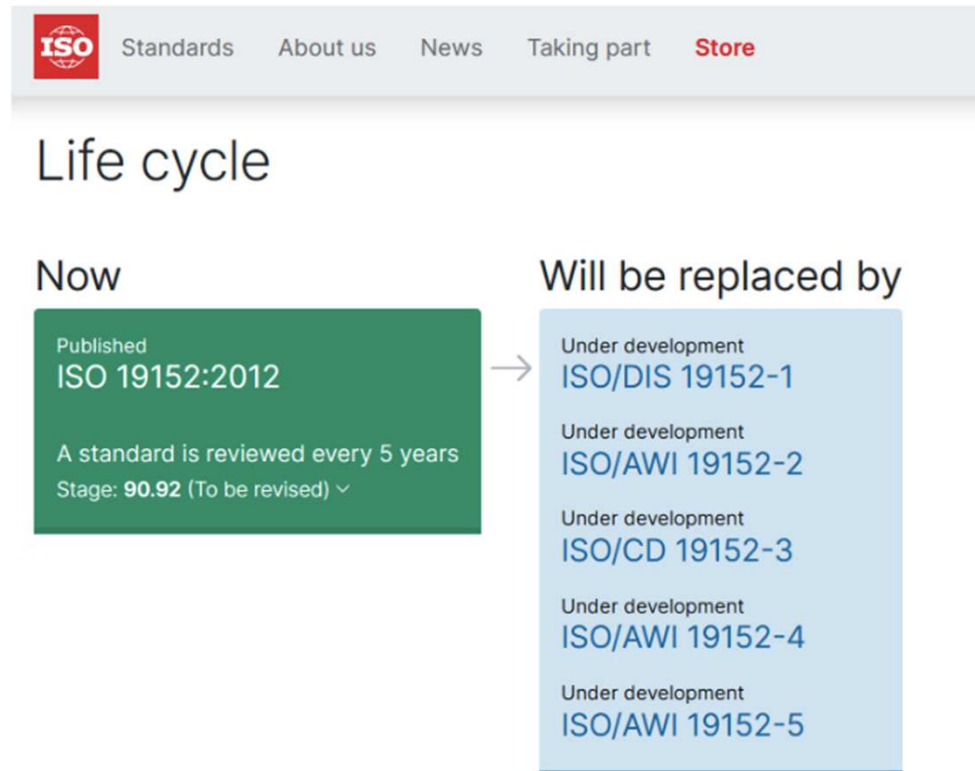 ISO Standards About us News Taking part Store
Life cycle
Now
Published
ISO 19152:2012
A standard is reviewed every 5 years
Stage: 90.92 (To be revised)
Will be replaced by
Under development
ISO/DIS 19152-1
Under development
ISO/AWI 19152-2
Under development
ISO/CD 19152-3
Under development
ISO/AWI 19152-4
Under development
ISO/AWI 19152-5